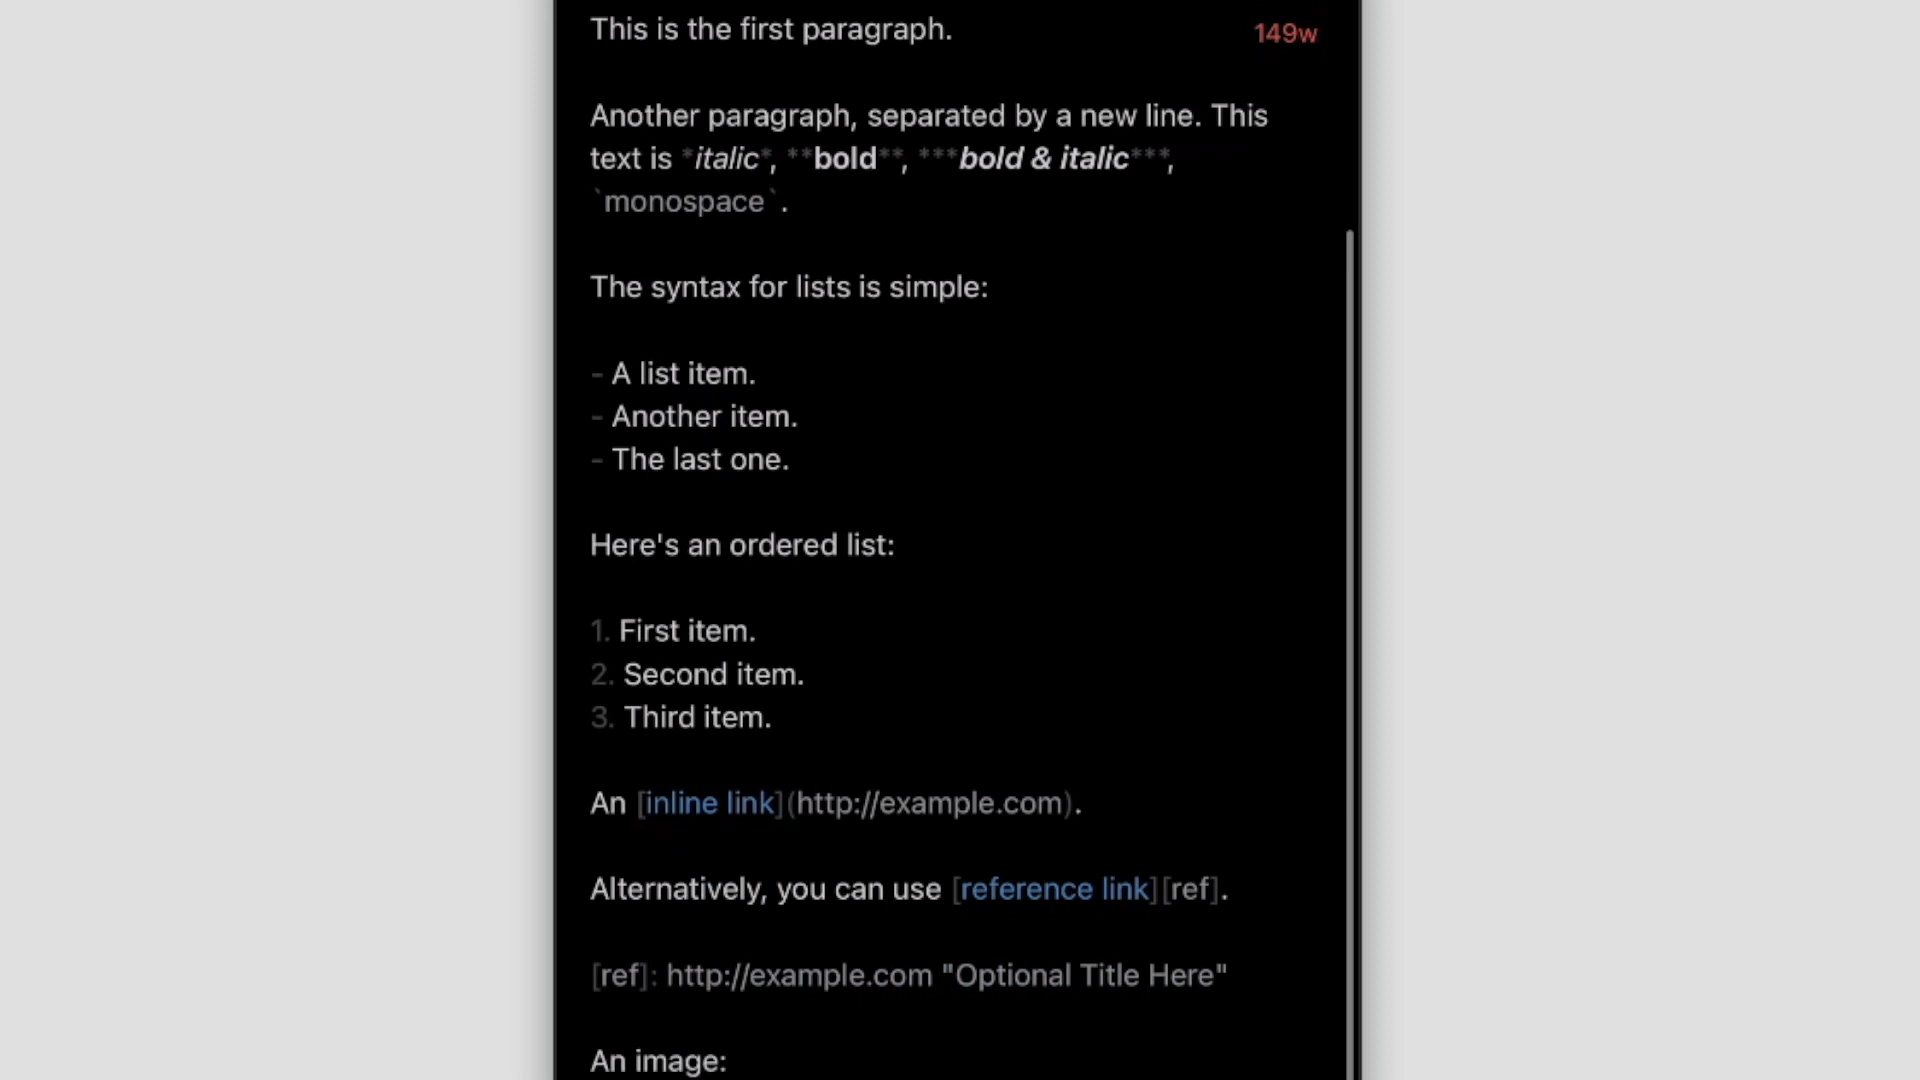 This is the first paragraph.
149w
Another paragraph, separated by a new line. This
text is *italic*, **bold**, ***bold & italic***,
`monospace`.
The syntax for lists is simple:
- A list item.
- Another item.
- The last one.
Here's an ordered list:
1. First item.
2. Second item.
3. Third item.
An [inline link](http://example.com).
Alternatively, you can use [reference link][ref].
[ref]: http://example.com "Optional Title Here"
An image: